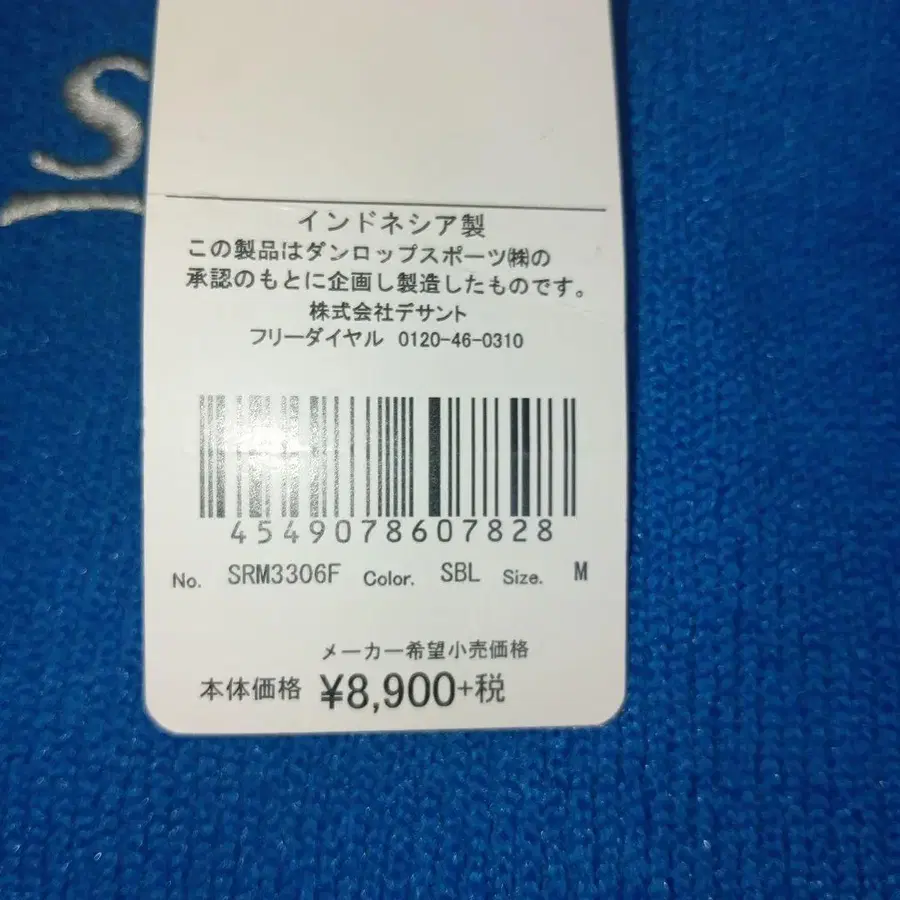 S
インドネシア製
この製品はダンロップスポーツ㈱の
承認のもとに企画し製造したものです。
株式会社デサント
フリーダイヤル 0120-46-0310
4549078607828
No. SRM3306F Color. SBL Size. M
メーカー希望小売価格
本体価格 ¥8,900+税